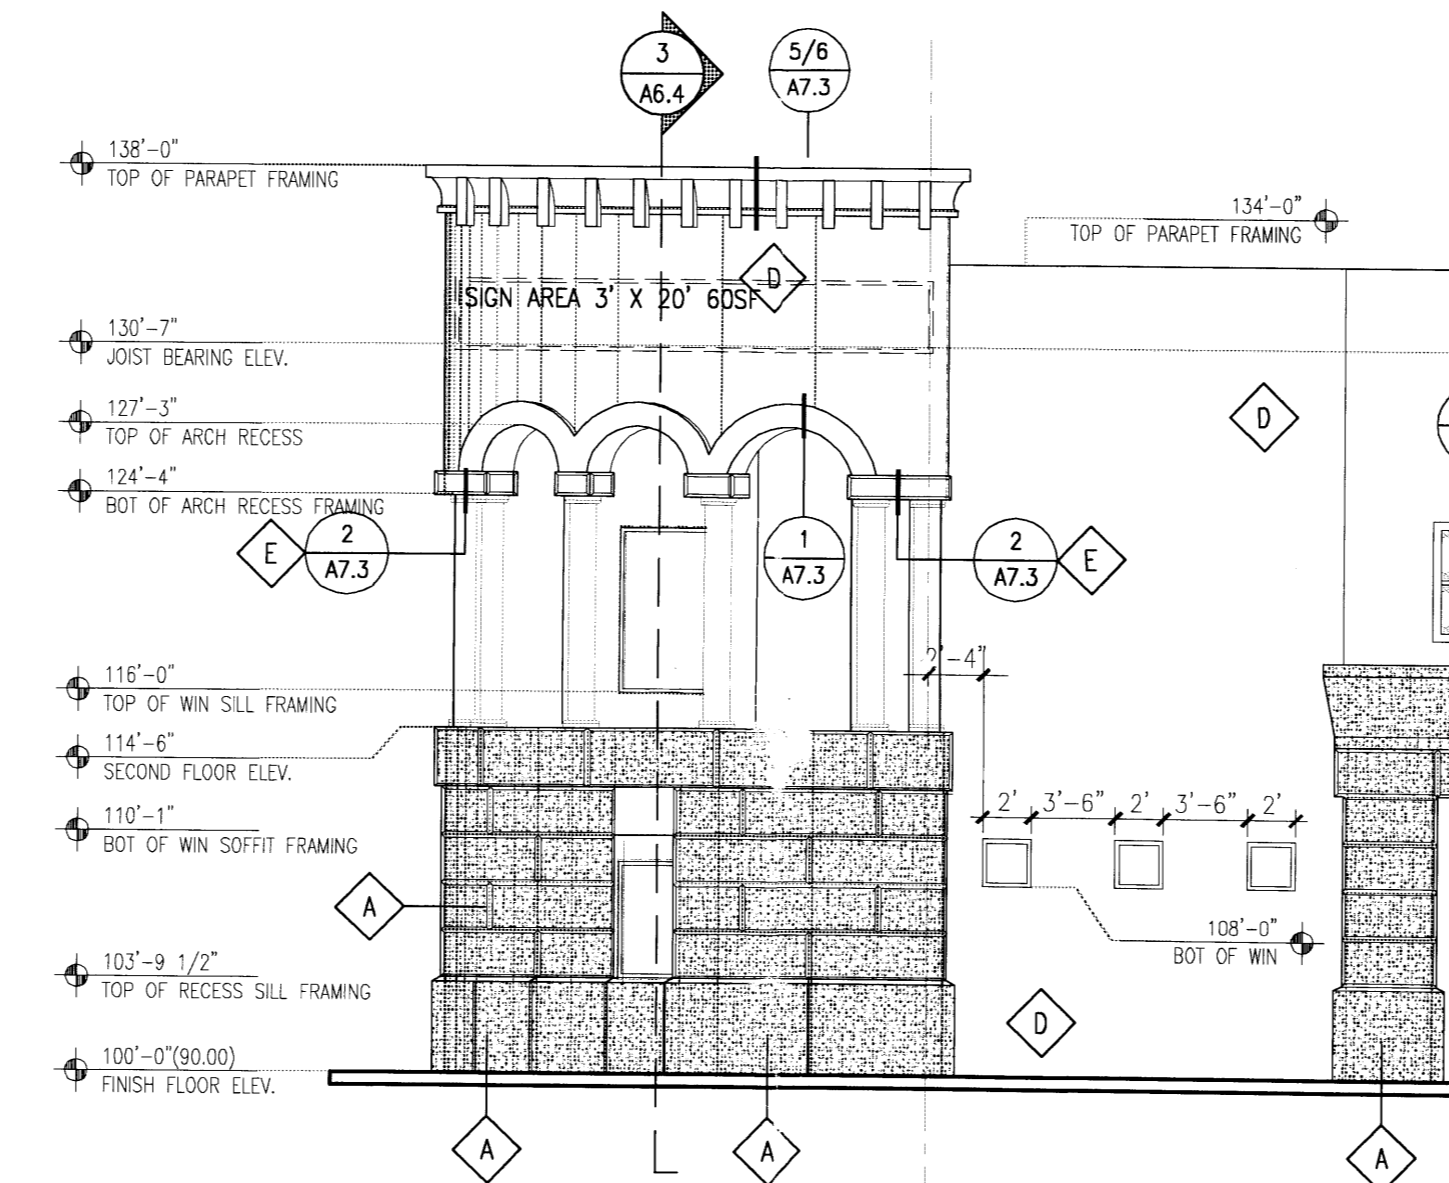 3
A6.4
5/6
A7.3
138'-0"
TOP OF PARAPET FRAMING
134'-0"
TOP OF PARAPET FRAMING
D
SIGN AREA 3' X 20' 60SF
130'-7"
JOIST BEARING ELEV.
127'-3"
TOP OF ARCH RECESS
D
124'-4"
BOT OF ARCH RECESS FRAMING
E
2
A7.3
1
A7.3
2
A7.3
E
2'-4"
116'-0"
TOP OF WIN SILL FRAMING
114'-6"
SECOND FLOOR ELEV.
2'
3'-6"
2'
3'-6"
2'
110'-1"
BOT OF WIN SOFFIT FRAMING
A
108'-0"
BOT OF WIN
103'-9 1/2"
TOP OF RECESS SILL FRAMING
D
100'-0"(90.00)
FINISH FLOOR ELEV.
A
A
A